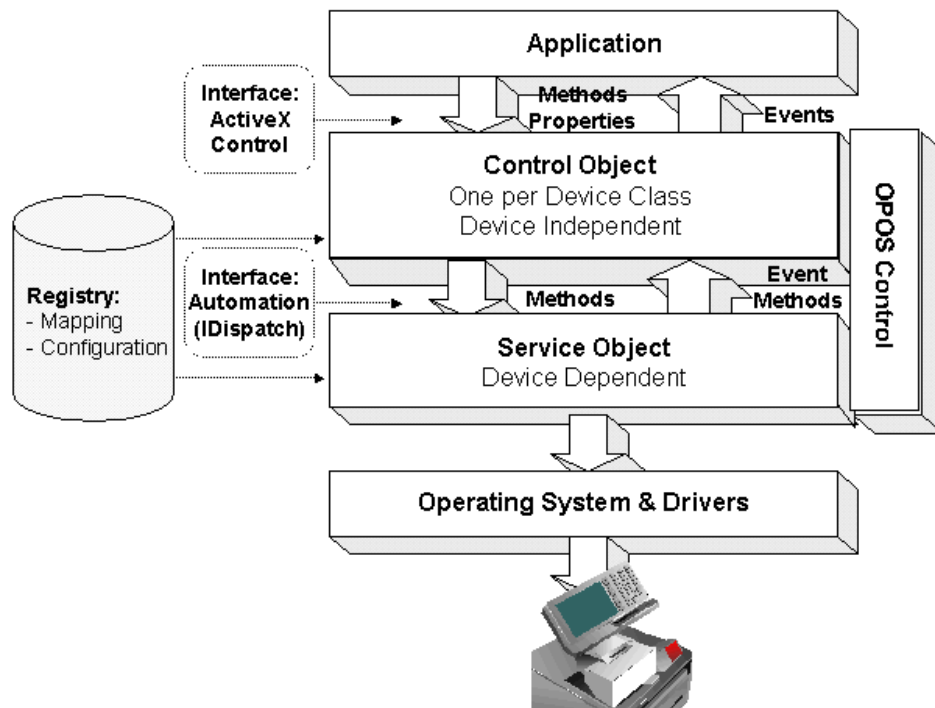 Application
Interface:
ActiveX
Control
Methods
Properties
Events
Control Object
One per Device Class
Device Independent
OPOS Control
Registry:
- Mapping
- Configuration
Interface:
Automation
(IDispatch)
Methods
Event
Methods
Service Object
Device Dependent
Operating System & Drivers